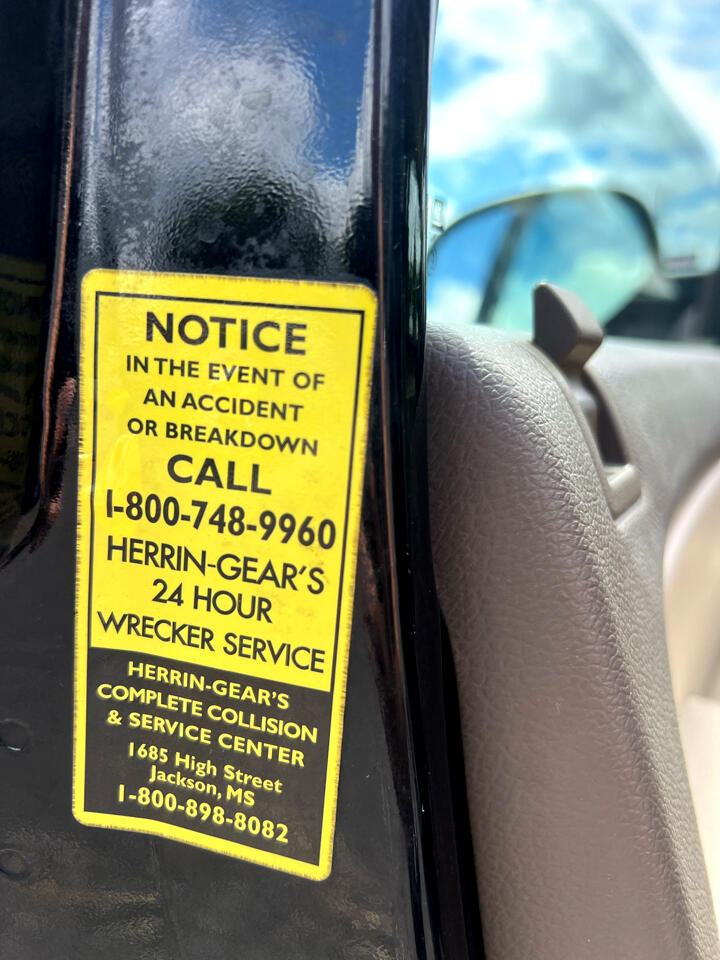 NOTICE
IN THE EVENT OF
AN ACCIDENT
OR BREAKDOWN
CALL
1-800-748-9960
HERRIN-GEAR'S
24 HOUR
WRECKER SERVICE
HERRIN-GEAR'S
COMPLETE COLLISION
& SERVICE CENTER
1685 High Street
Jackson, MS
1-800-898-8082